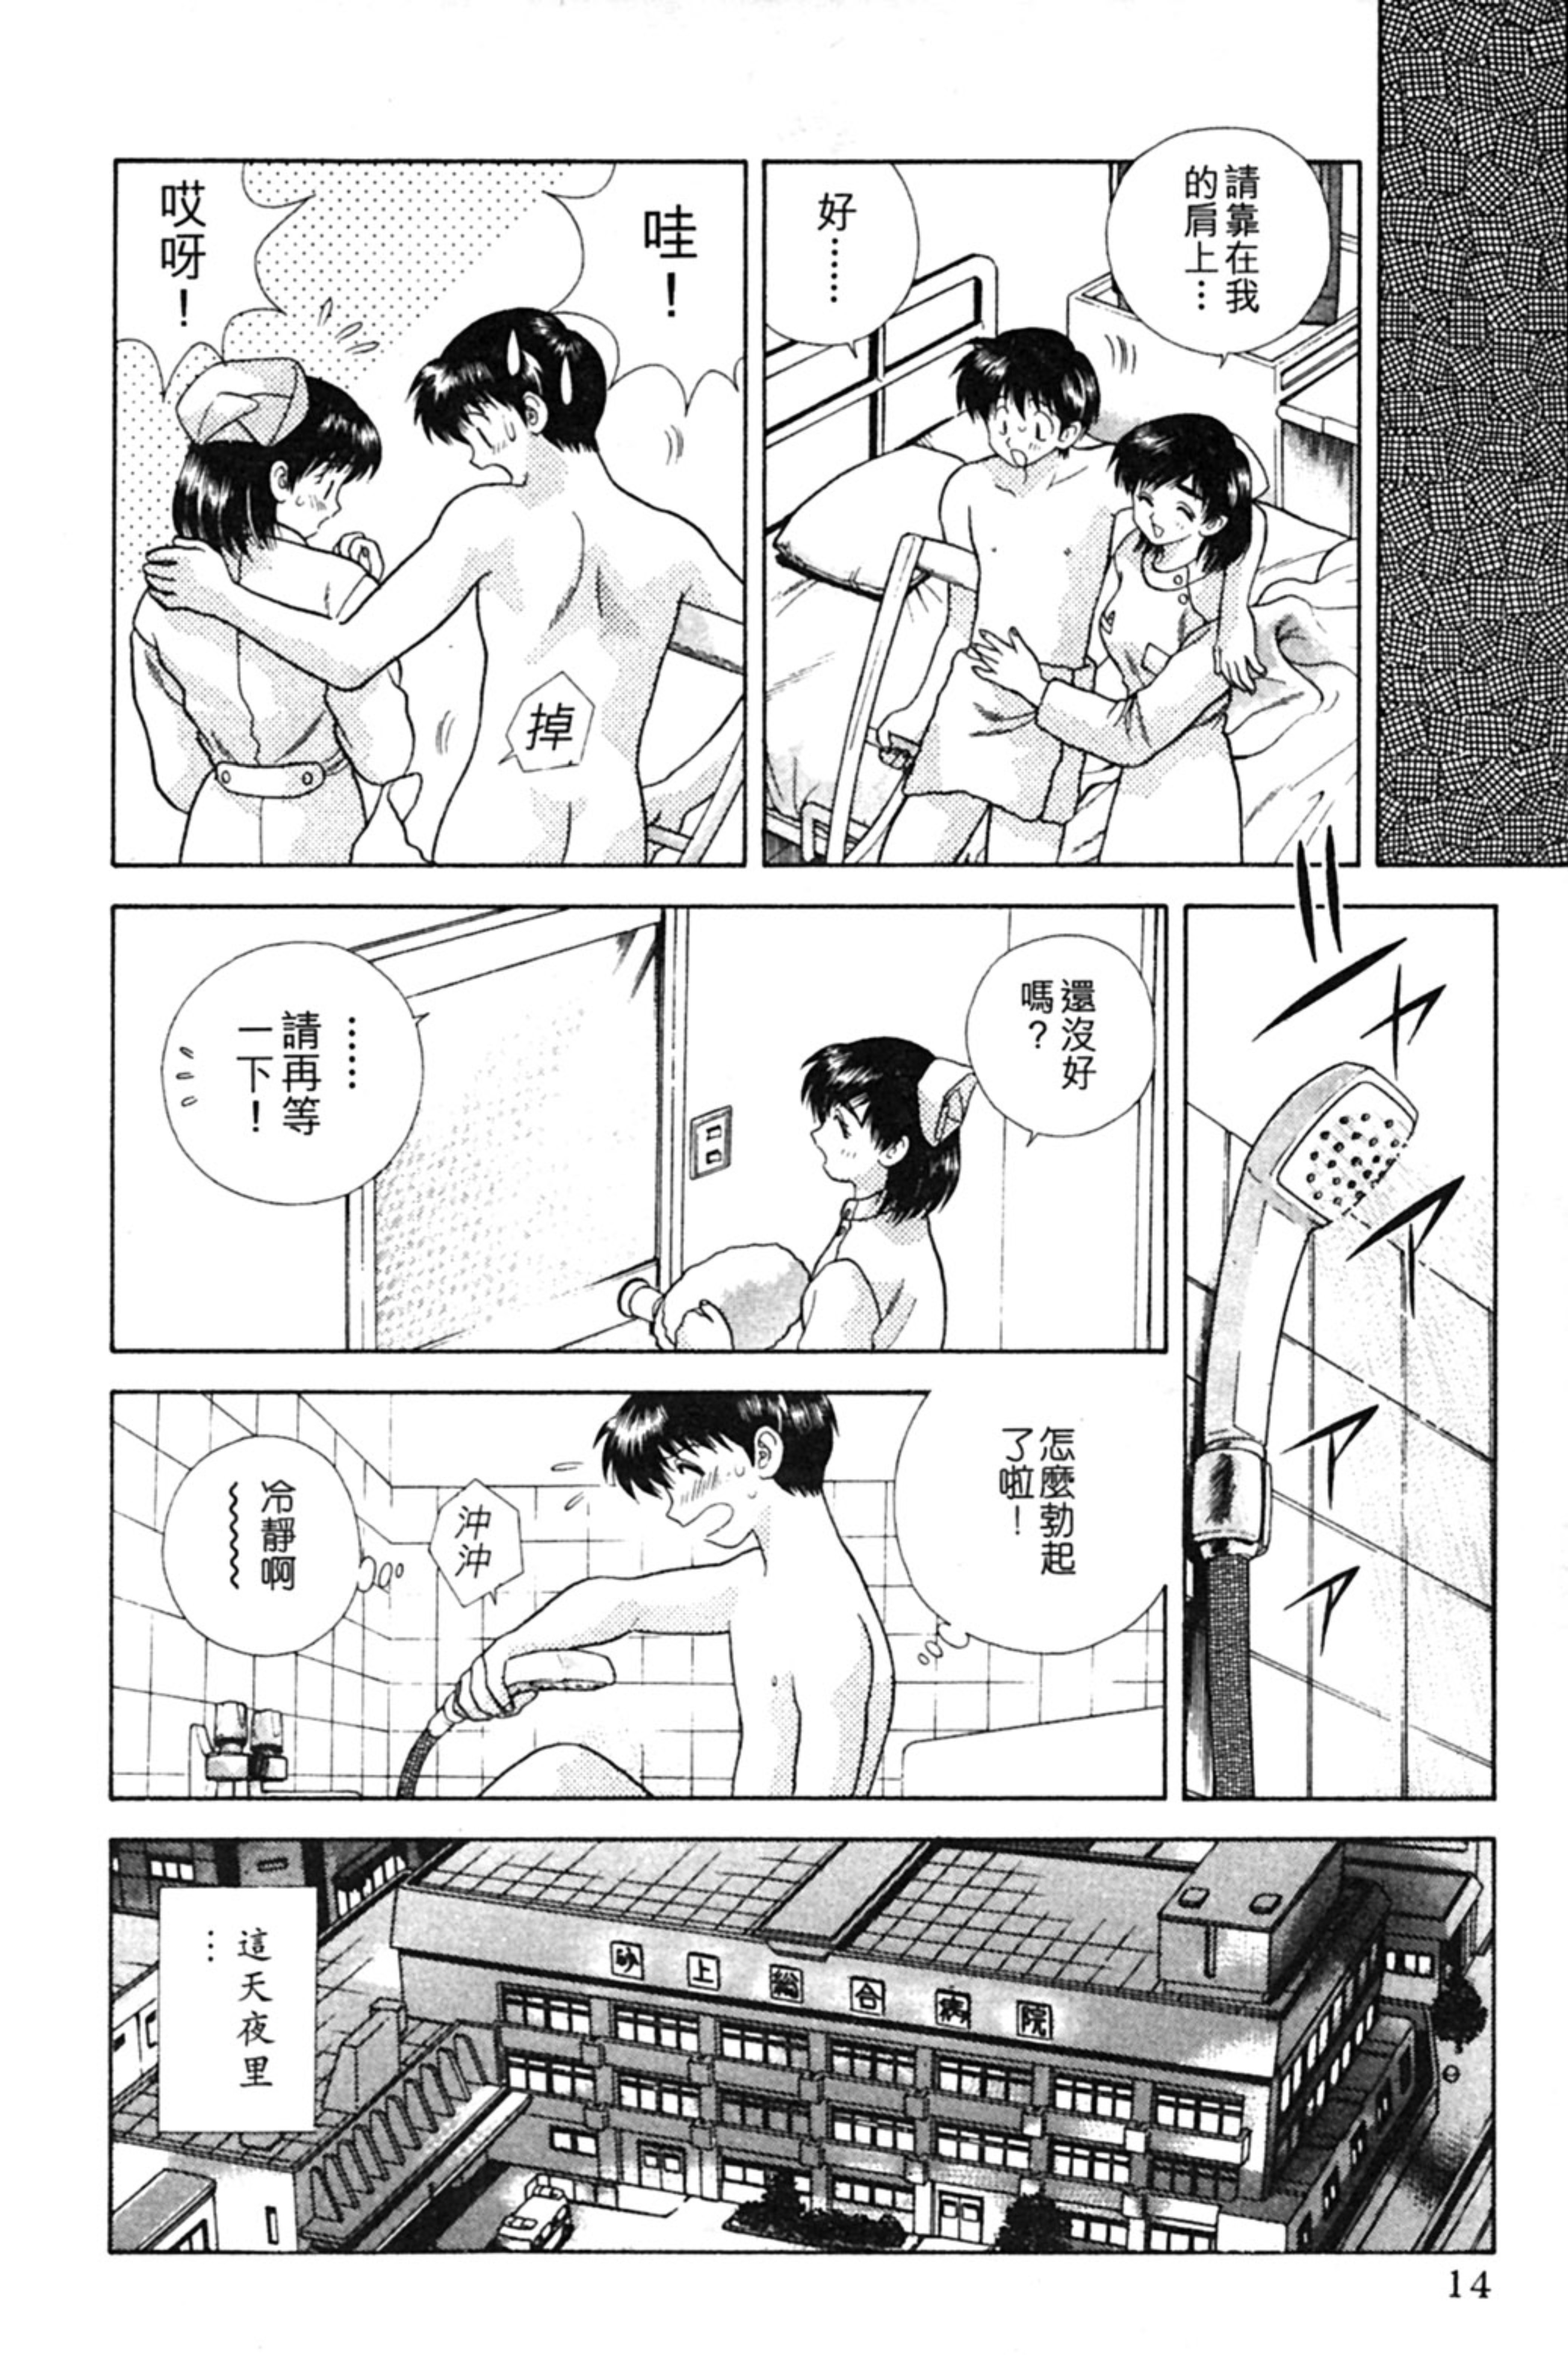 請靠在我
的肩上…
好……
哇！
哎呀！
掉
還沒好
嗎？
……
請再等
一下！
怎麼勃起
了啦！
沖
沖
冷靜啊
這天夜里
…
砂上総合病院
14